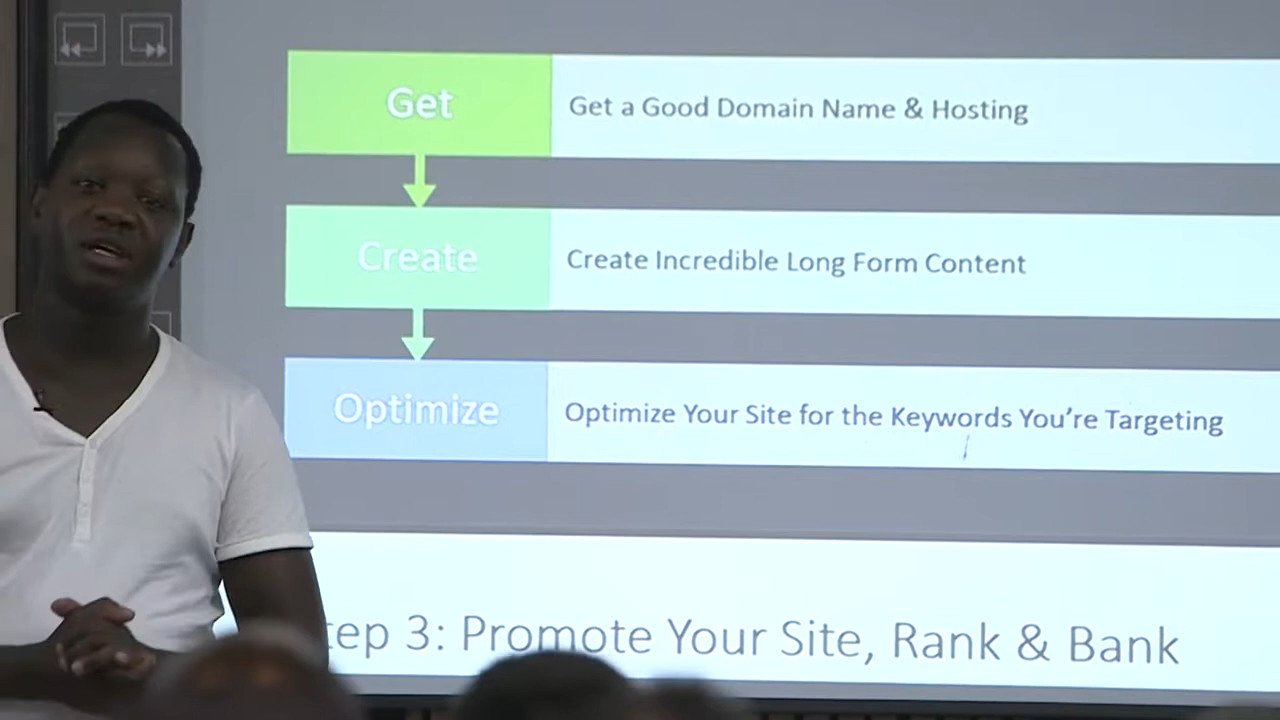 Get
Get a Good Domain Name & Hosting
Create
Create Incredible Long Form Content
Optimize
Optimize Your Site for the Keywords You're Targeting
tep 3: Promote Your Site, Rank & Bank